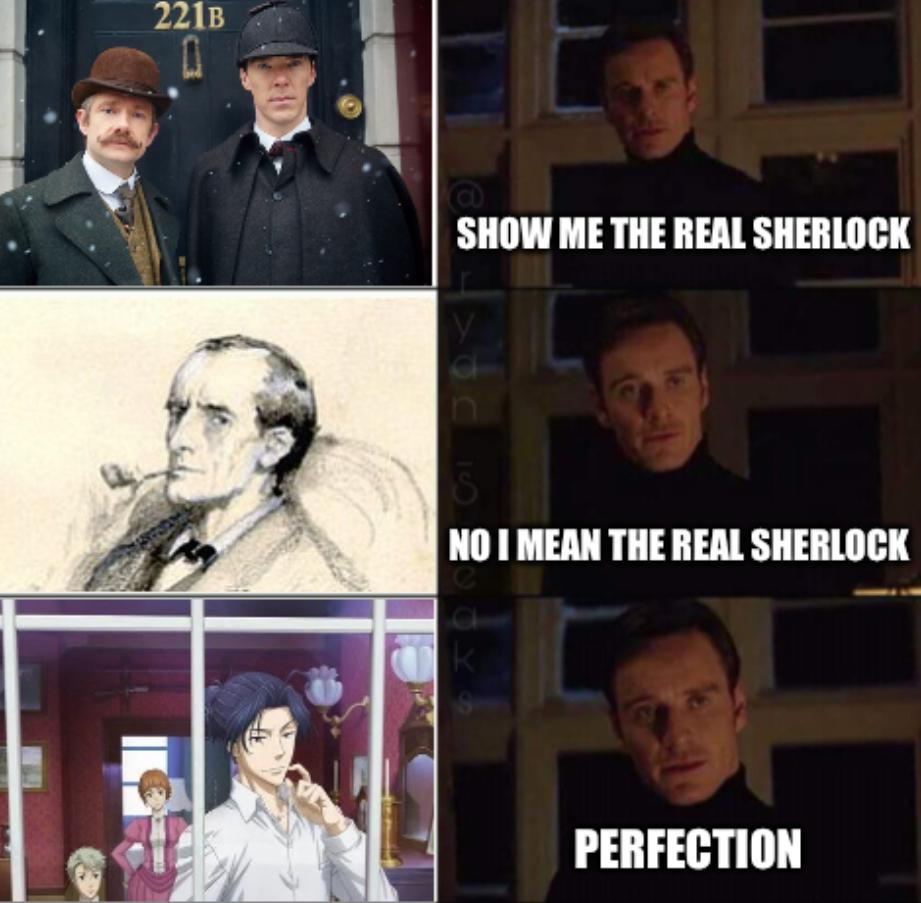 221B
SHOW ME THE REAL SHERLOCK
NO I MEAN THE REAL SHERLOCK
PERFECTION